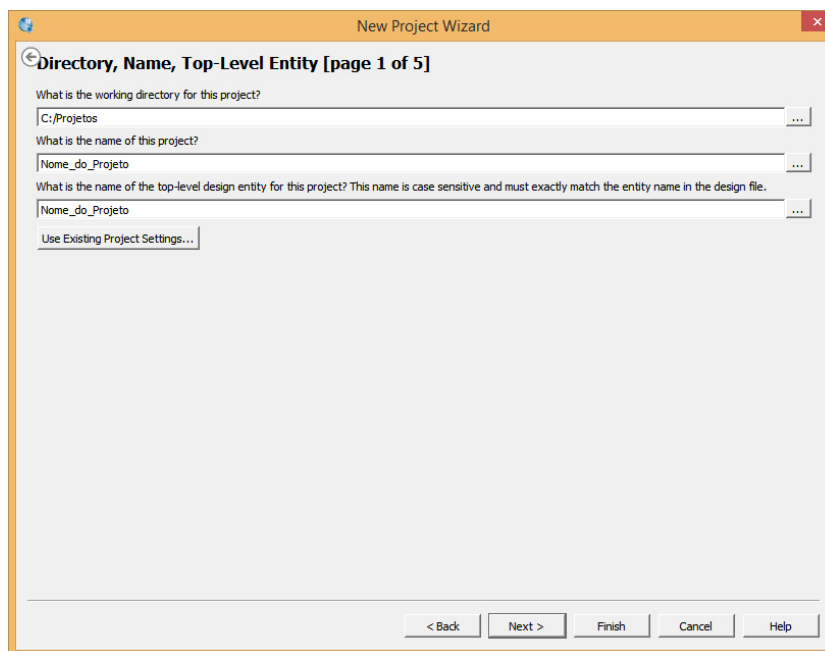 New Project Wizard
Directory, Name, Top-Level Entity [page 1 of 5]
What is the working directory for this project?
C:/Projetos
...
What is the name of this project?
Nome_do_Projeto
...
What is the name of the top-level design entity for this project? This name is case sensitive and must exactly match the entity name in the design file.
Nome_do_Projeto
...
Use Existing Project Settings...
< Back
Next >
Finish
Cancel
Help